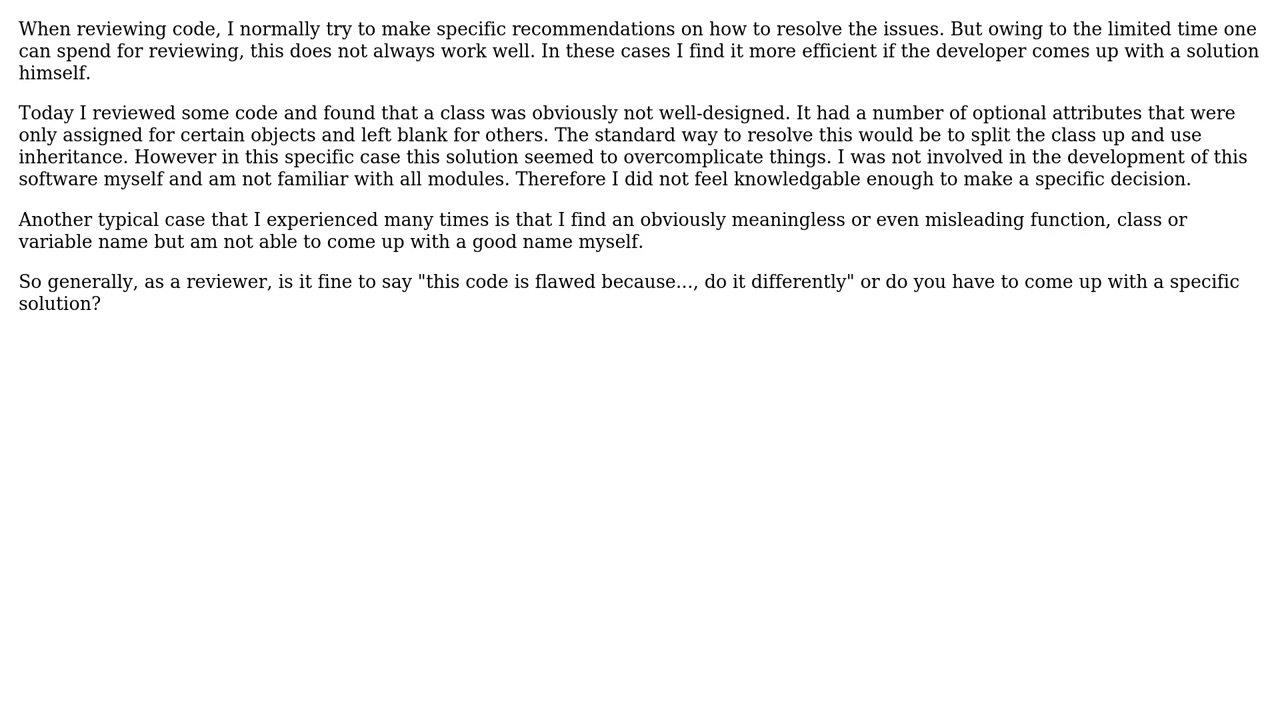 When reviewing code, I normally try to make specific recommendations on how to resolve the issues. But owing to the limited time one
can spend for reviewing, this does not always work well. In these cases I find it more efficient if the developer comes up with a solution
himself.
Today I reviewed some code and found that a class was obviously not well-designed. It had a number of optional attributes that were
only assigned for certain objects and left blank for others. The standard way to resolve this would be to split the class up and use
inheritance. However in this specific case this solution seemed to overcomplicate things. I was not involved in the development of this
software myself and am not familiar with all modules. Therefore I did not feel knowledgable enough to make a specific decision.
Another typical case that I experienced many times is that I find an obviously meaningless or even misleading function, class or
variable name but am not able to come up with a good name myself.
So generally, as a reviewer, is it fine to say "this code is flawed because..., do it differently" or do you have to come up with a specific
solution?